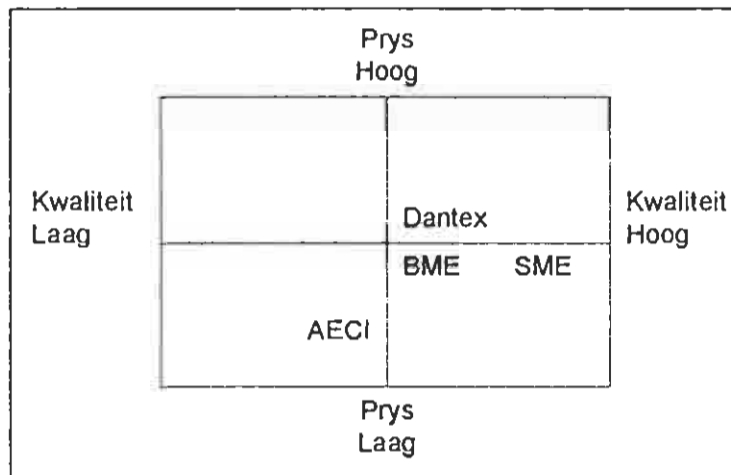 Prys
Hoog
Kwaliteit
Laag
Dantex
Kwaliteit
Hoog
BME SME
AECI
Prys
Laag